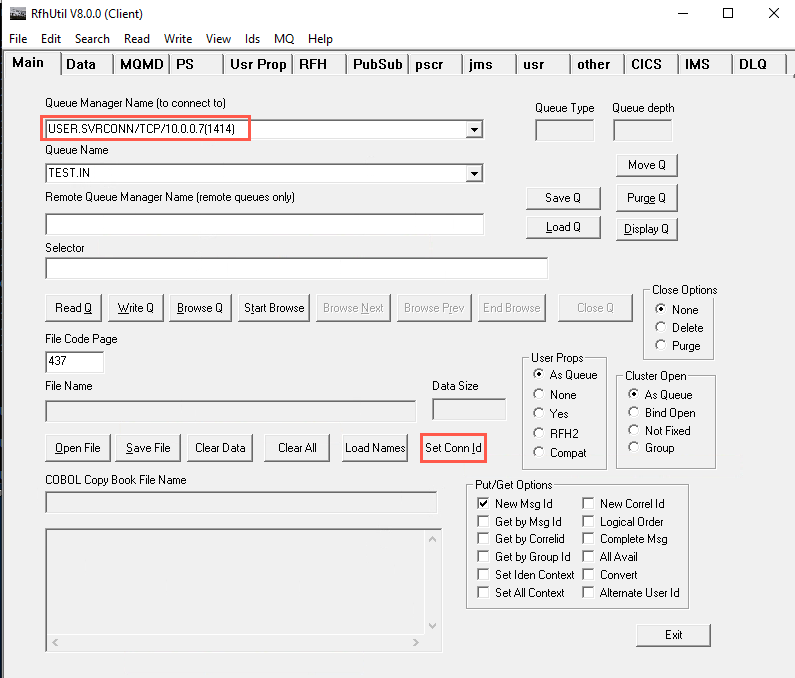 RfhUtil V8.0.0 (Client)
File Edit Search Read Write View Ids MQ Help
Main Data MQMD PS Usr Prop RFH PubSub pscr jms usr other CICS IMS DLQ
Queue Manager Name (to connect to)
Queue Type Queue depth
USER.SVRCONN/TCP/10.0.0.7(1414)
Queue Name
Move Q
TEST.IN
Remote Queue Manager Name (remote queues only)
Save Q Purge Q
Load Q Display Q
Selector
Close Options
None
Delete
Purge
Read Q Write Q Browse Q Start Browse Browse Next Browse Prev End Browse Close Q
File Code Page
437
User Props
As Queue
None
Yes
RFH2
Compat
Cluster Open
As Queue
Bind Open
Not Fixed
Group
File Name Data Size
Open File Save File Clear Data Clear All Load Names Set Conn Id
COBOL Copy Book File Name
Put/Get Options
New Msg Id New Correl Id
Get by Msg Id Logical Order
Get by Correlid Complete Msg
Get by Group Id All Avail
Set Iden Context Convert
Set All Context Alternate User Id
Exit